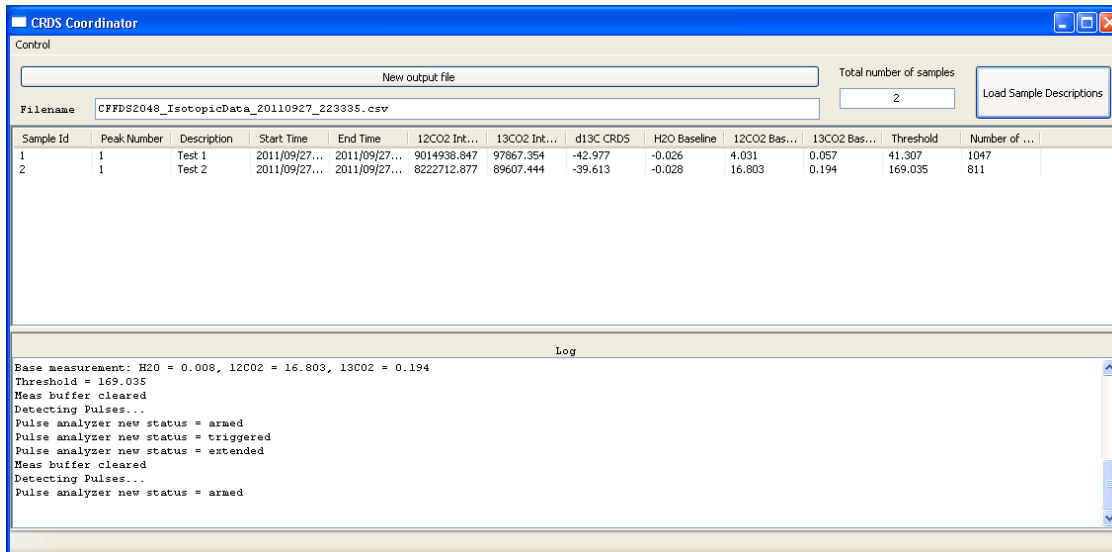 CRDS Coordinator
Control
New output file
Total number of samples
2
Load Sample Descriptions
Filename CFFDS2048_IsotopicData_20110927_223335.csv
Sample Id Peak Number Description Start Time End Time 12CO2 Int... 13CO2 Int... d13C CRDS H2O Baseline 12CO2 Bas... 13CO2 Bas... Threshold Number of ...
1 1 Test 1 2011/09/27... 2011/09/27... 9014938.847 97867.354 -42.977 -0.026 4.031 0.057 41.307 1047
2 1 Test 2 2011/09/27... 2011/09/27... 8222712.877 89607.444 -39.613 -0.028 16.803 0.194 169.035 811
Log
Base measurement: H2O = 0.008, 12CO2 = 16.803, 13CO2 = 0.194
Threshold = 169.035
Meas buffer cleared
Detecting Pulses...
Pulse analyzer new status = armed
Pulse analyzer new status = triggered
Pulse analyzer new status = extended
Meas buffer cleared
Detecting Pulses...
Pulse analyzer new status = armed